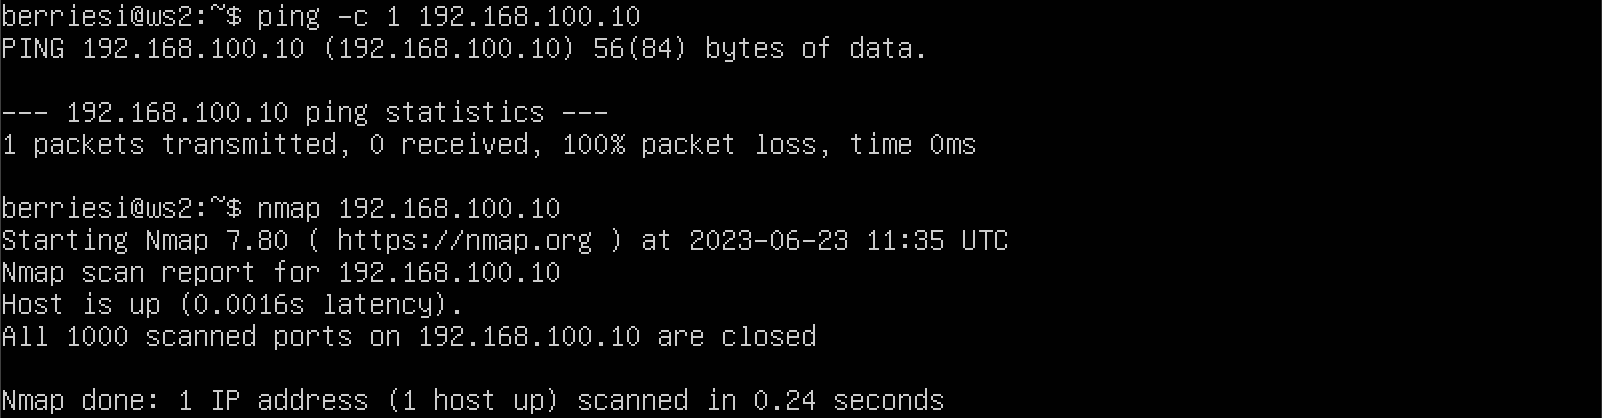 berriesi@ws2:~$ ping -c 1 192.168.100.10
PING 192.168.100.10 (192.168.100.10) 56(84) bytes of data.
--- 192.168.100.10 ping statistics ---
1 packets transmitted, 0 received, 100% packet loss, time 0ms
berriesi@ws2:~$ nmap 192.168.100.10
Starting Nmap 7.80 ( https://nmap.org ) at 2023-06-23 11:35 UTC
Nmap scan report for 192.168.100.10
Host is up (0.0016s latency).
All 1000 scanned ports on 192.168.100.10 are closed
Nmap done: 1 IP address (1 host up) scanned in 0.24 seconds